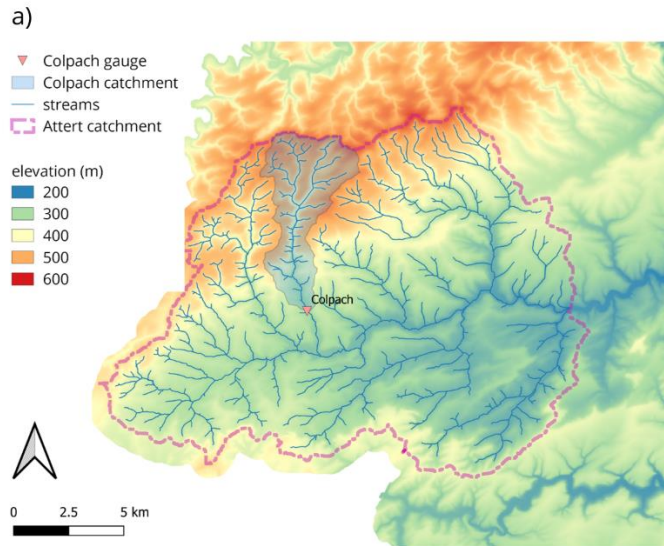 a)
Colpach gauge
Colpach catchment
streams
Attert catchment
elevation (m)
200
300
400
500
600
Colpach
0 2.5 5 km